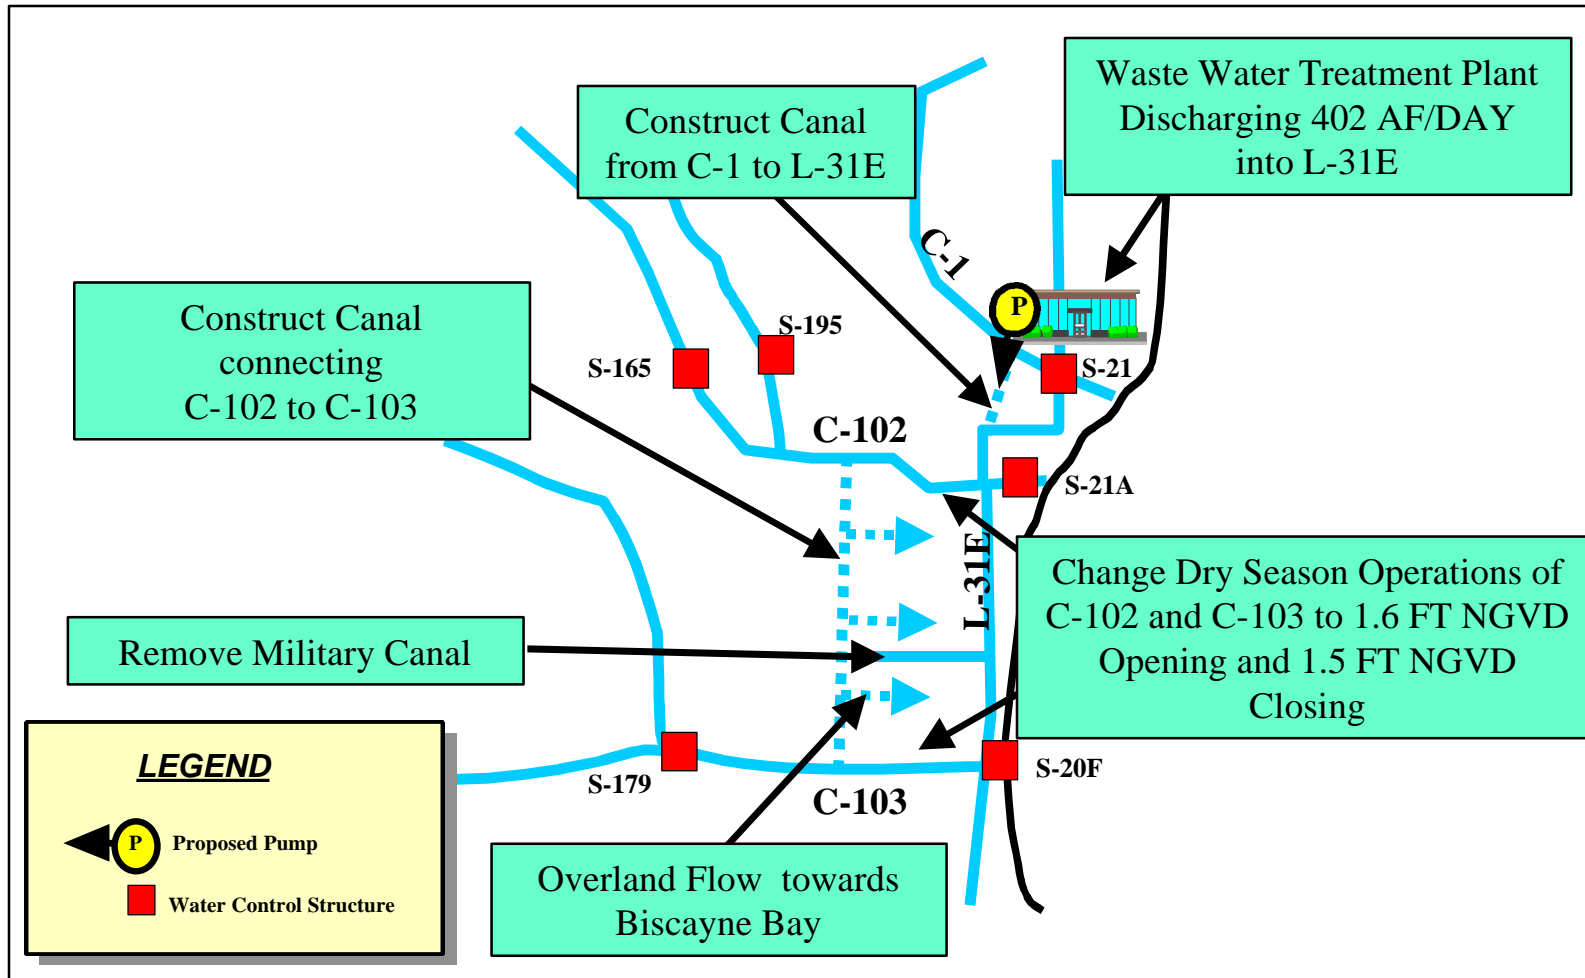 Waste Water Treatment Plant
Discharging 402 AF/DAY
into L-31E
Construct Canal
from C-1 to L-31E
C-1
P
Construct Canal
connecting
C-102 to C-103
S-195
S-165
S-21
C-102
S-21A
L-31E
Change Dry Season Operations of
C-102 and C-103 to 1.6 FT NGVD
Opening and 1.5 FT NGVD
Closing
Remove Military Canal
S-179
S-20F
C-103
Overland Flow towards
Biscayne Bay
LEGEND
P Proposed Pump
Water Control Structure